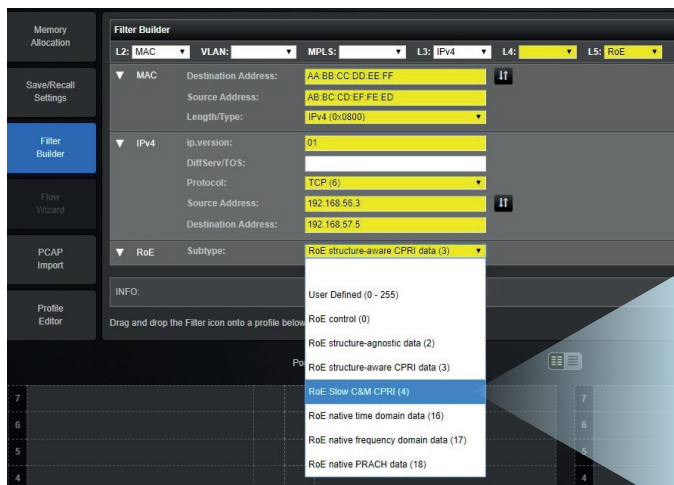 Memory
Allocation
Save/Recall
Settings
Filter
Builder
Flow
Wizard
PCAP
Import
Profile
Editor
Filter Builder
L2: MAC VLAN: MPLS: L3: IPv4 L4: L5: RoE
MAC Destination Address: AA:BB:CC:DD:EE:FF
Source Address: AB:BC:CD:EF:FE:ED
Length/Type: IPv4 (0x0800)
IPv4 ip.version: 01
DiffServ/TOS:
Protocol: TCP (6)
Source Address: 192.168.56.3
Destination Address: 192.168.57.5
RoE Subtype: RoE structure-aware CPRI data (3)
User Defined (0 - 255)
RoE control (0)
RoE structure-agnostic data (2)
RoE structure-aware CPRI data (3)
RoE Slow C&M CPRI (4)
RoE native time domain data (16)
RoE native frequency domain data (17)
RoE native PRACH data (18)
INFO:
Drag and drop the Filter icon onto a profile below
Po
7 7
6 6
5 5
4 4